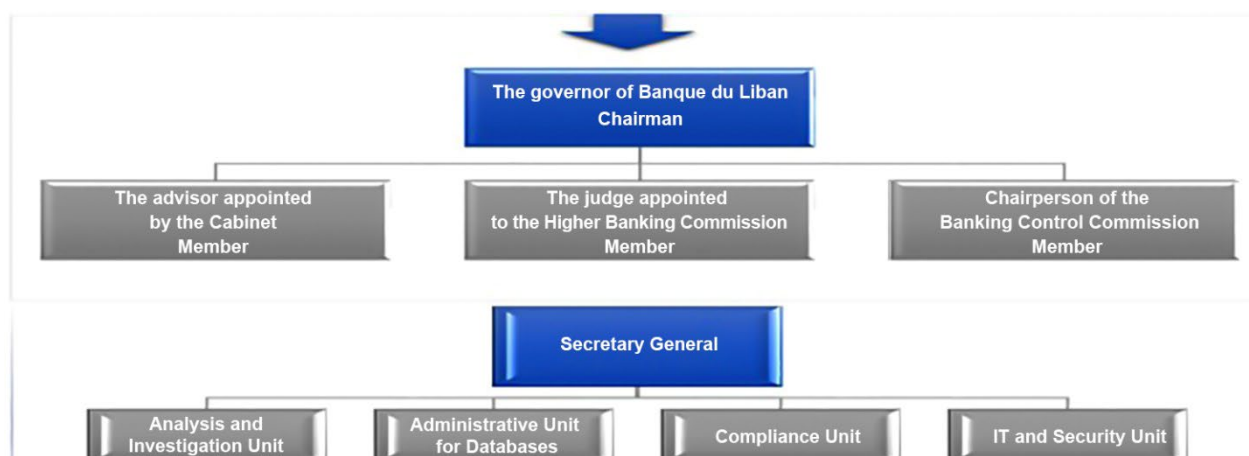 The governor of Banque du Liban
Chairman
The advisor appointed
by the Cabinet
Member
The judge appointed
to the Higher Banking Commission
Member
Chairperson of the
Banking Control Commission
Member
Secretary General
Analysis and
Investigation Unit
Administrative Unit
for Databases
Compliance Unit
IT and Security Unit